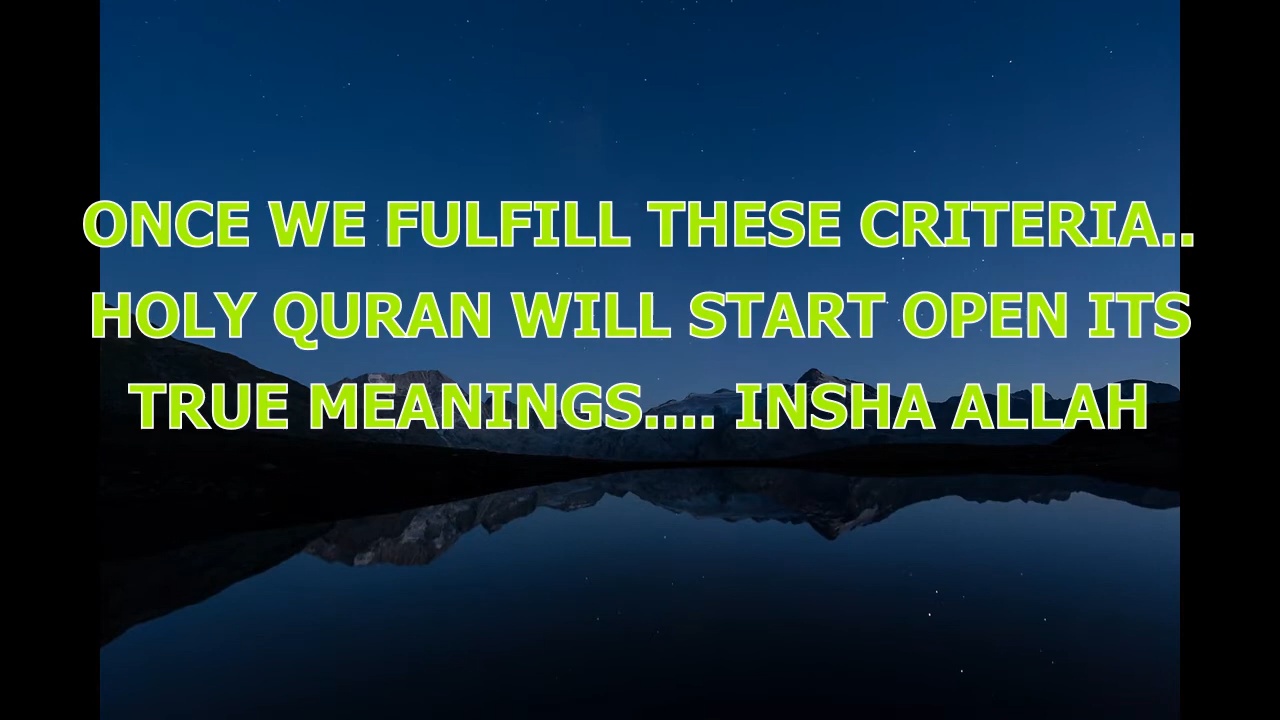 ONCE WE FULFILL THESE CRITERIA..
HOLY QURAN WILL START OPEN ITS
TRUE MEANINGS.... INSHA ALLAH